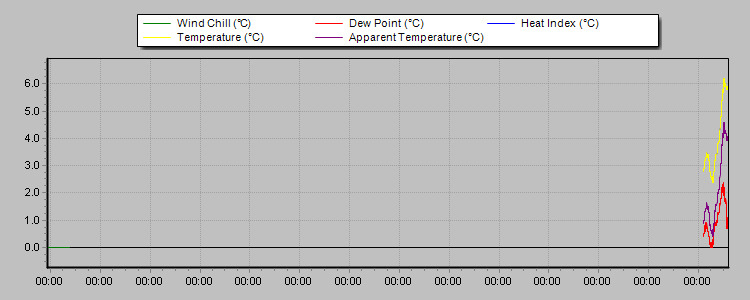 Wind Chill (°C) Dew Point (°C) Heat Index (°C)
Temperature (°C) Apparent Temperature (°C)
6.0
5.0
4.0
3.0
2.0
1.0
0.0
00:00 00:00 00:00 00:00 00:00 00:00 00:00 00:00 00:00 00:00 00:00 00:00 00:00 00:00